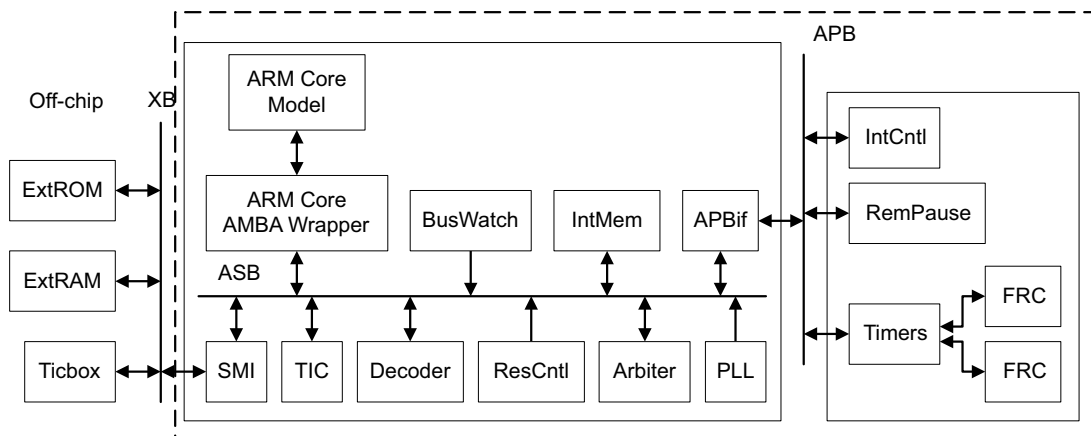 APB
Off-chip
XB
ARM Core
Model
IntCntl
ExtROM
ARM Core
AMBA Wrapper
BusWatch
IntMem
APBif
RemPause
ExtRAM
ASB
FRC
Timers
Ticbox
SMI
TIC
Decoder
ResCntl
Arbiter
PLL
FRC